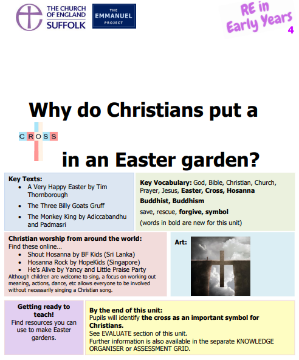 THE CHURCH
OF ENGLAND
SUFFOLK
THE
EMMANUEL
PROJECT
RE in
Early Years
4
Why do Christians put a
CROSS
in an Easter garden?
Key Texts:
• A Very Happy Easter by Tim
Thornborough
• The Three Billy Goats Gruff
• The Monkey King by Adiccabandhu
and Padmasri
Key Vocabulary: God, Bible, Christian, Church,
Prayer, Jesus, Easter, Cross, Hosanna
Buddhist, Buddhism
save, rescue, forgive, symbol
(words in bold are new for this unit)
Christian worship from around the world:
Find these online...
• Shout Hosanna by BF Kids (Sri Lanka)
• Hosanna Rock by HopeKids (Singapore)
• He's Alive by Yancy and Little Praise Party
Although children are welcome to sing, a focus on working out
meaning, actions, dance, etc allows everyone to be involved
without necessarily singing a Christian song.
Art:
Getting ready to
teach!
Find resources you can
use to make Easter
gardens.
By the end of this unit:
Pupils will identify the cross as an important symbol for
Christians.
See EVALUATE section of this unit.
Further information is also available in the separate KNOWLEDGE
ORGANISER or ASSESSMENT GRID.